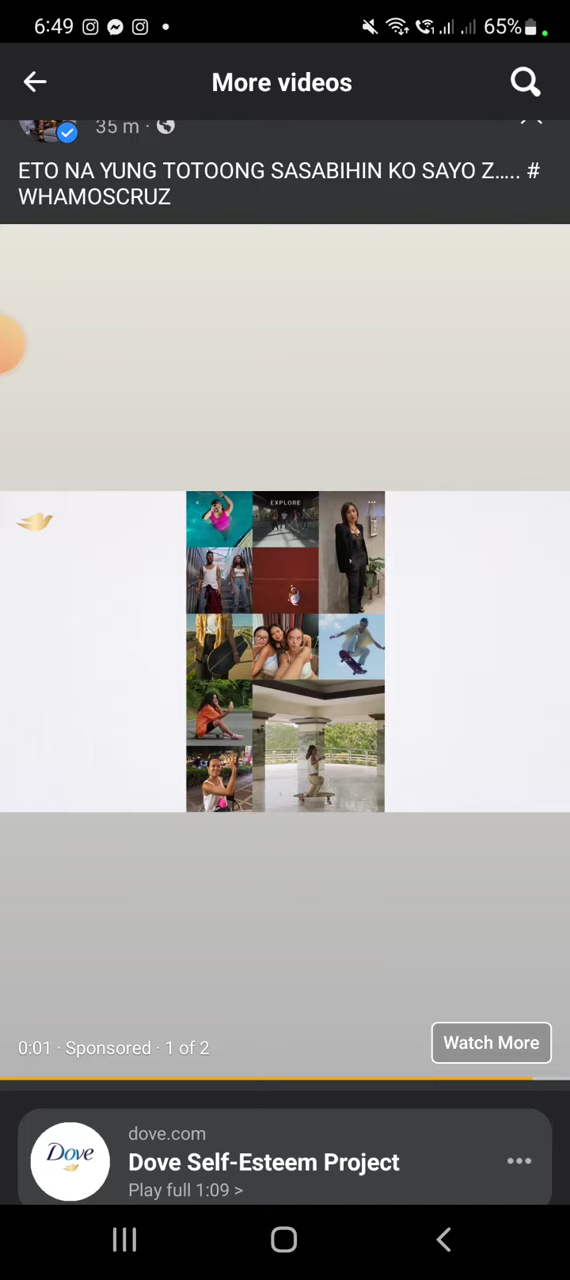 6:49
65%
More videos
35 m ·
ETO NA YUNG TOTOONG SASABIHIN KO SAYO Z..... #
WHAMOSCRUZ
EXPLORE
0:01 · Sponsored · 1 of 2
Watch More
Dove
dove.com
Dove Self-Esteem Project
Play full 1:09 >